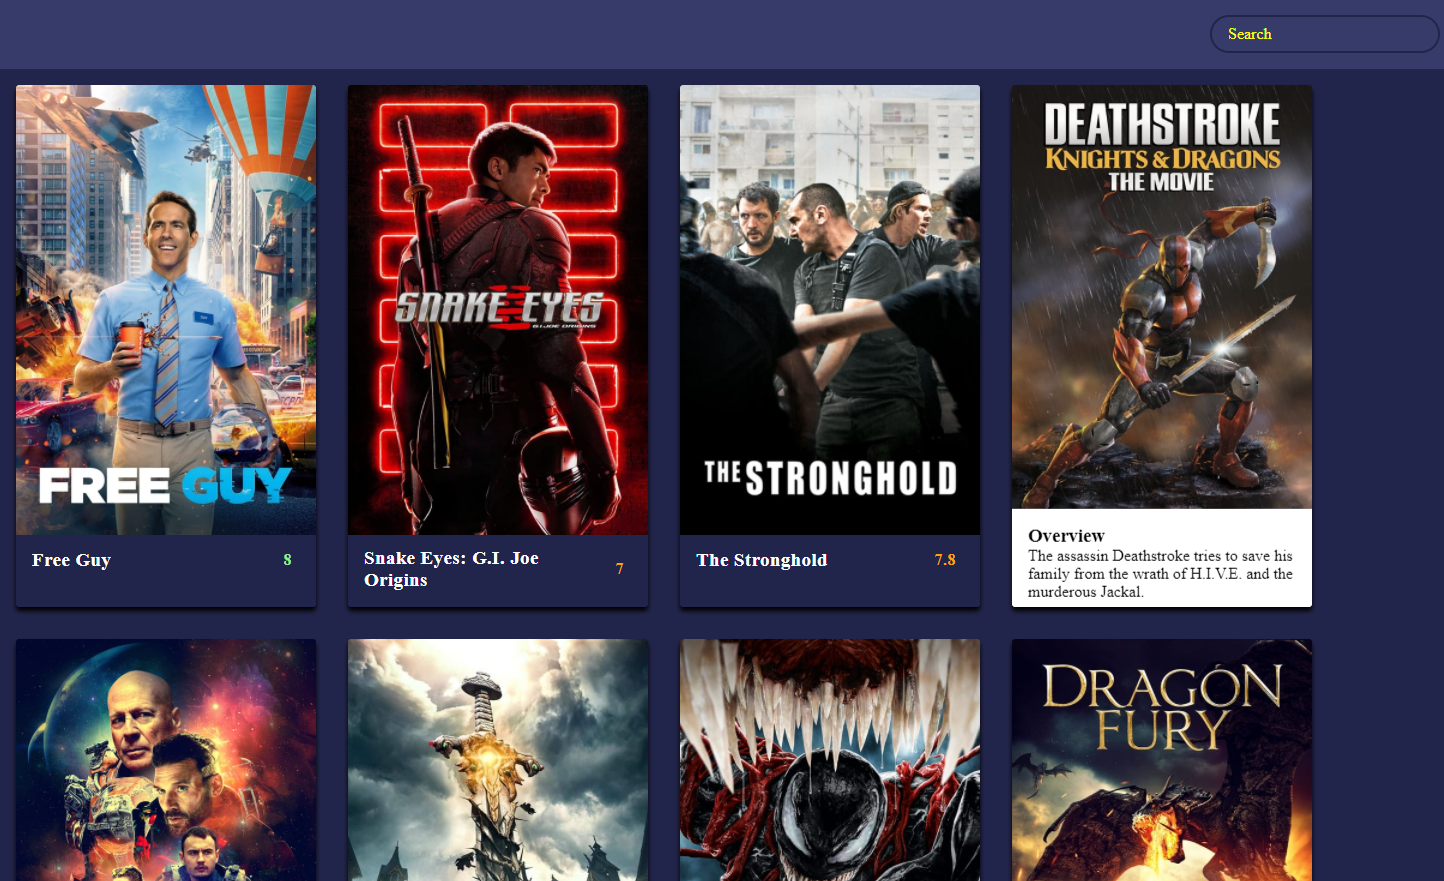 Search
FREE GUY
SNAKE EYES
G.I. JOE ORIGINS
THE STRONGHOLD
DEATHSTROKE
KNIGHTS & DRAGONS
THE MOVIE
Free Guy 8
Snake Eyes: G.I. Joe
Origins
7
The Stronghold 7.8
Overview
The assassin Deathstroke tries to save his
family from the wrath of H.I.V.E. and the
murderous Jackal.
DRAGON
FURY